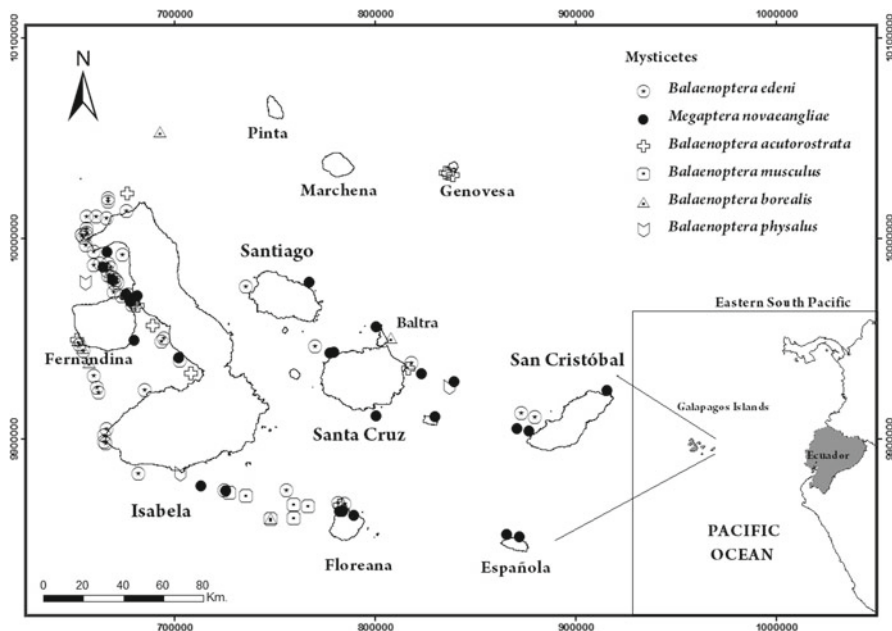 700000 800000 900000 1000000
10100000 10100000
N
Mysticetes
Balaenoptera edeni
Megaptera novaeangliae
Balaenoptera acutorostrata
Balaenoptera musculus
Balaenoptera borealis
Balaenoptera physalus
Pinta
Marchena
Genovesa
10000000 10000000
Santiago
Baltra
Fernandina
San Cristóbal
Santa Cruz
Isabela
Floreana
Española
9900000 9900000
Eastern South Pacific
Galapagos Islands
Ecuador
PACIFIC
OCEAN
0 20 40 60 80
Km.
700000 800000 900000 1000000